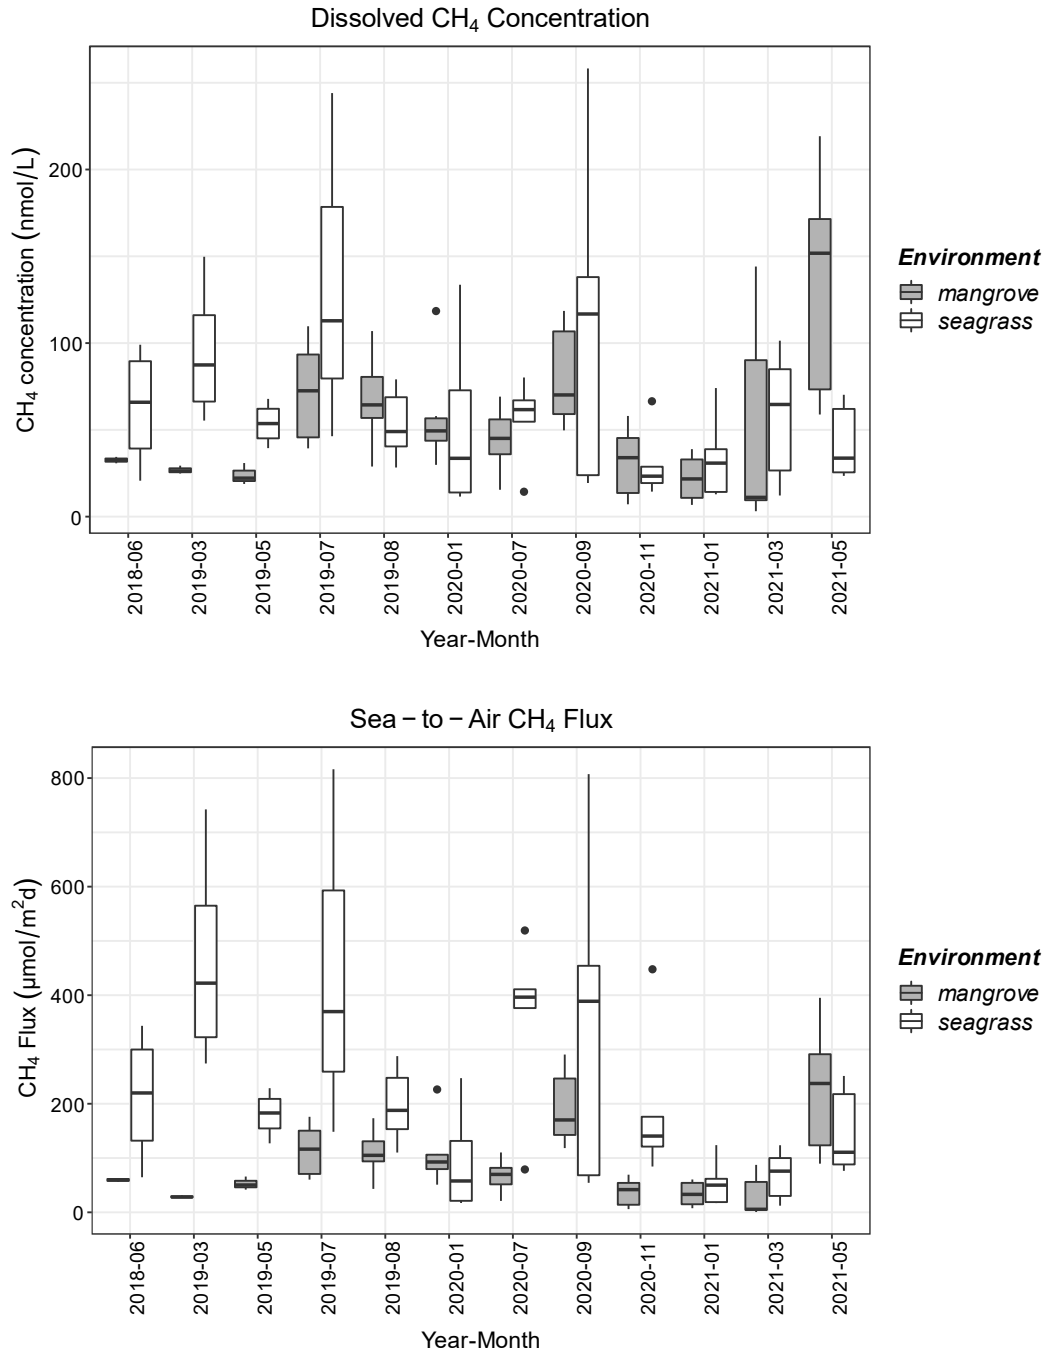 Dissolved CH₄ Concentration
CH₄ concentration (nmol/L)
200
100
0
2018-06
2019-03
2019-05
2019-07
2019-08
2020-01
2020-07
2020-09
2020-11
2021-01
2021-03
2021-05
Year-Month
Environment
mangrove
seagrass
Sea − to − Air CH₄ Flux
CH₄ Flux (μmol/m²d)
800
600
400
200
0
2018-06
2019-03
2019-05
2019-07
2019-08
2020-01
2020-07
2020-09
2020-11
2021-01
2021-03
2021-05
Year-Month
Environment
mangrove
seagrass